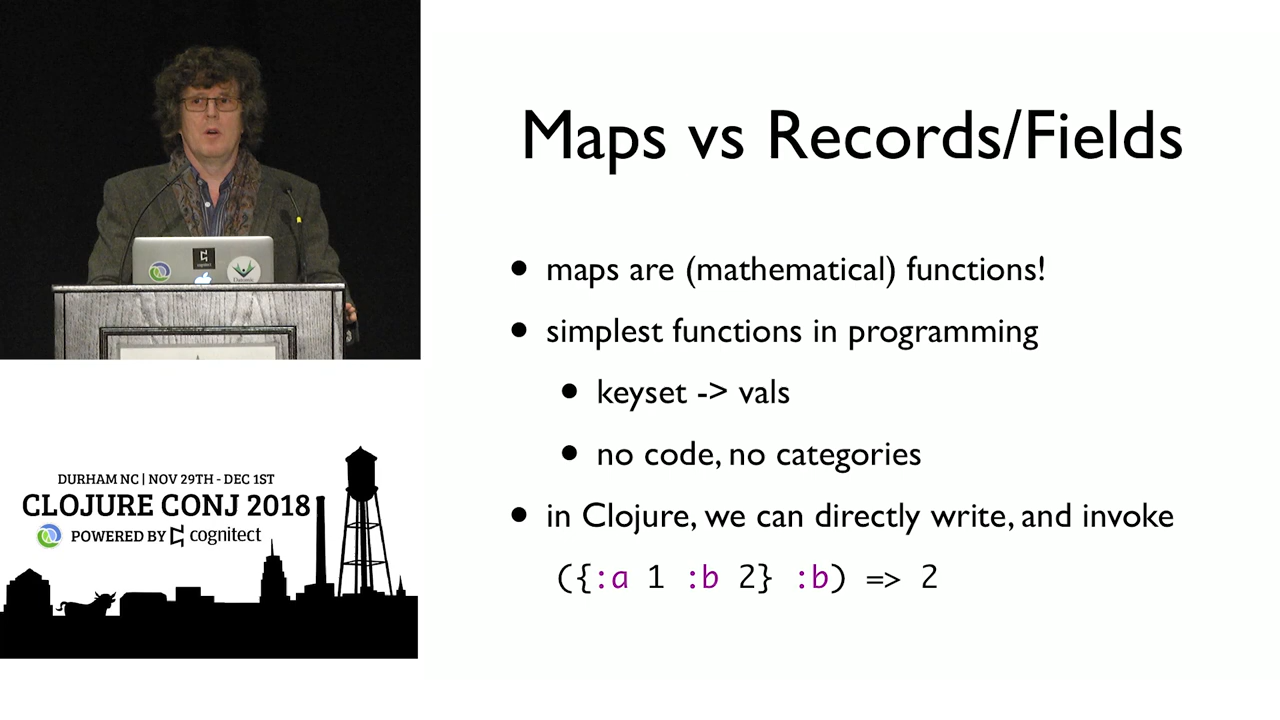 Maps vs Records/Fields
• maps are (mathematical) functions!
• simplest functions in programming
• keyset -> vals
• no code, no categories
• in Clojure, we can directly write, and invoke
({:a 1 :b 2} :b) => 2
cognitect
DURHAM NC | NOV 29TH - DEC 1ST
CLOJURE CONJ 2018
POWERED BY cognitect